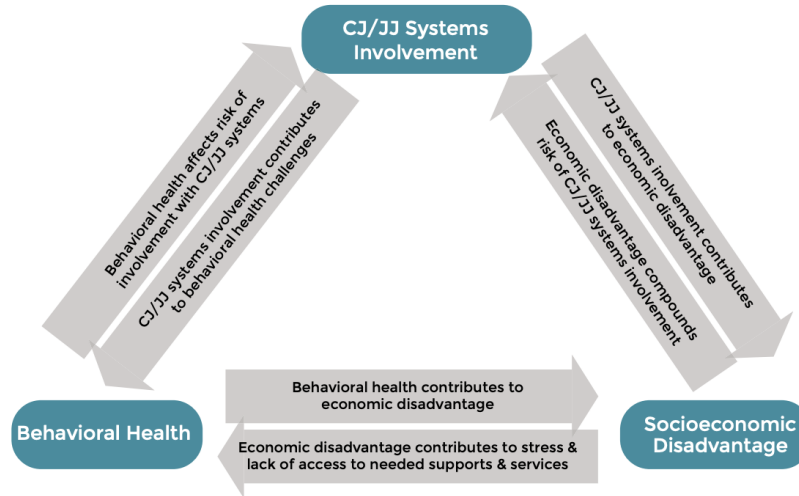 CJ/JJ Systems
Involvement
Behavioral health affects risk of
involvement with CJ/JJ systems
CJ/JJ systems involvement contributes
to behavioral health challenges
CJ/JJ systems inolvement contributes
to economic disadvantage
Economic disadvantage compounds
risk of CJ/JJ systems involvement
Behavioral health contributes to
economic disadvantage
Economic disadvantage contributes to stress &
lack of access to needed supports & services
Behavioral Health
Socioeconomic
Disadvantage